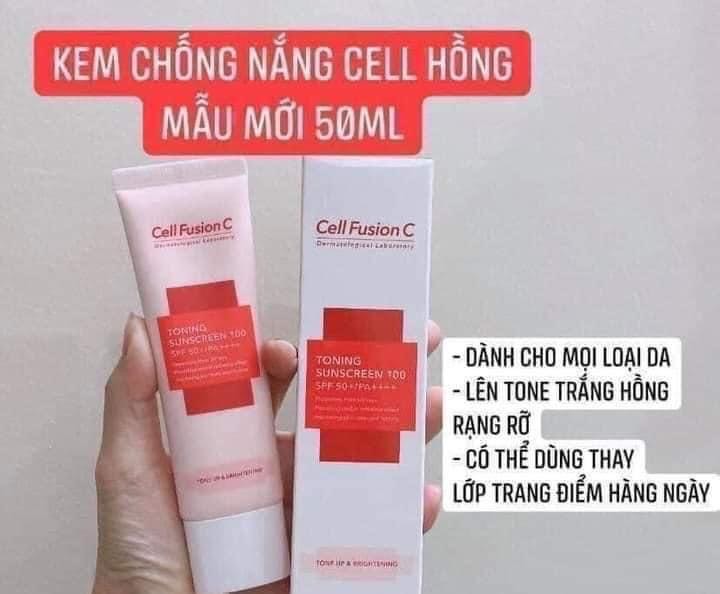 KEM CHỐNG NẮNG CELL HỒNG
MẪU MỚI 50ML
Cell Fusion C
Dermatological Laboratory
TONING
SUNSCREEN 100
SPF 50+/PA++++
TONE UP & BRIGHTENING
Cell Fusion C
Dermatological Laboratory
TONING
SUNSCREEN 100
SPF 50+/PA++++
TONE UP & BRIGHTENING
- DÀNH CHO MỌI LOẠI DA
- LÊN TONE TRẮNG HỒNG
RẠNG RỠ
- CÓ THỂ DÙNG THAY
LỚP TRANG ĐIỂM HÀNG NGÀY